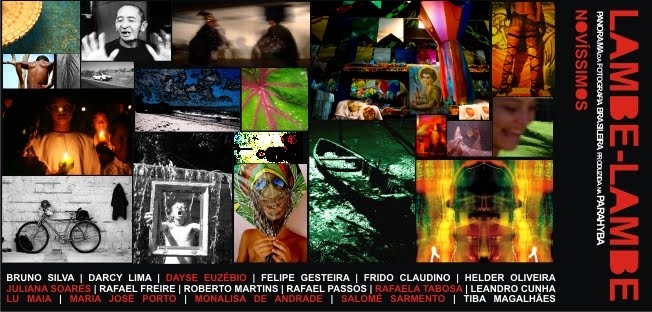 LAMBE-LAMBE
PANORAMA DA FOTOGRAFIA BRASILEIRA PRODUZIDA NA PARAHYBA
NOVÍSSIMOS
BRUNO SILVA | DARCY LIMA | DAYSE EUZÉBIO | FELIPE GESTEIRA | FRIDO CLAUDINO | HELDER OLIVEIRA
JULIANA SOARES | RAFAEL FREIRE | ROBERTO MARTINS | RAFAEL PASSOS | RAFAELA TABOSA | LEANDRO CUNHA
LU MAIA | MARIA JOSÉ PORTO | MONALISA DE ANDRADE | SALOMÉ SARMENTO | TIBA MAGALHÃES